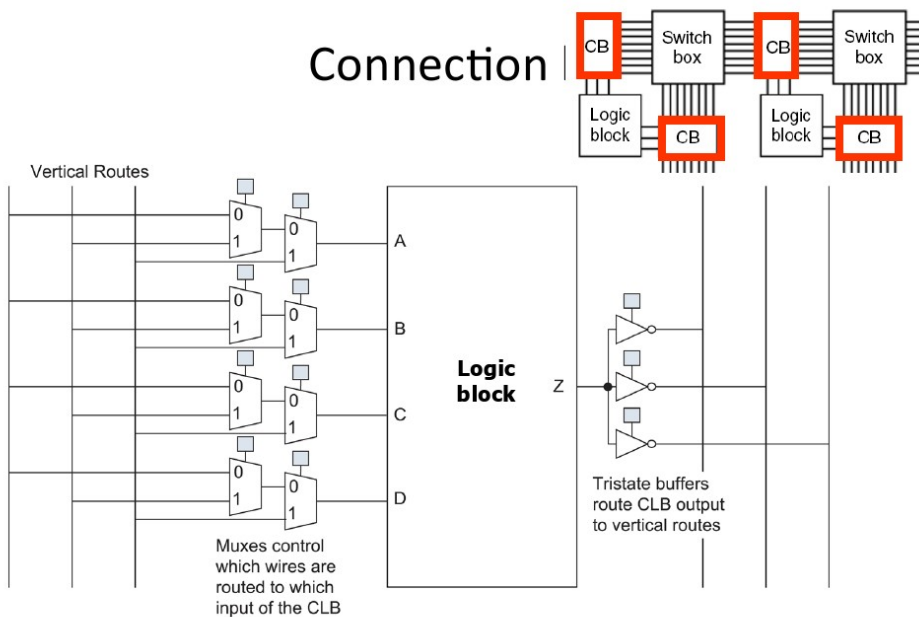 Connection
CB
Switch
box
CB
Switch
box
Logic
block
CB
Logic
block
CB
Vertical Routes
0
1
0
1
A
0
1
0
1
B
0
1
0
1
C
0
1
0
1
D
Logic
block
Z
Tristate buffers
route CLB output
to vertical routes
Muxes control
which wires are
routed to which
input of the CLB